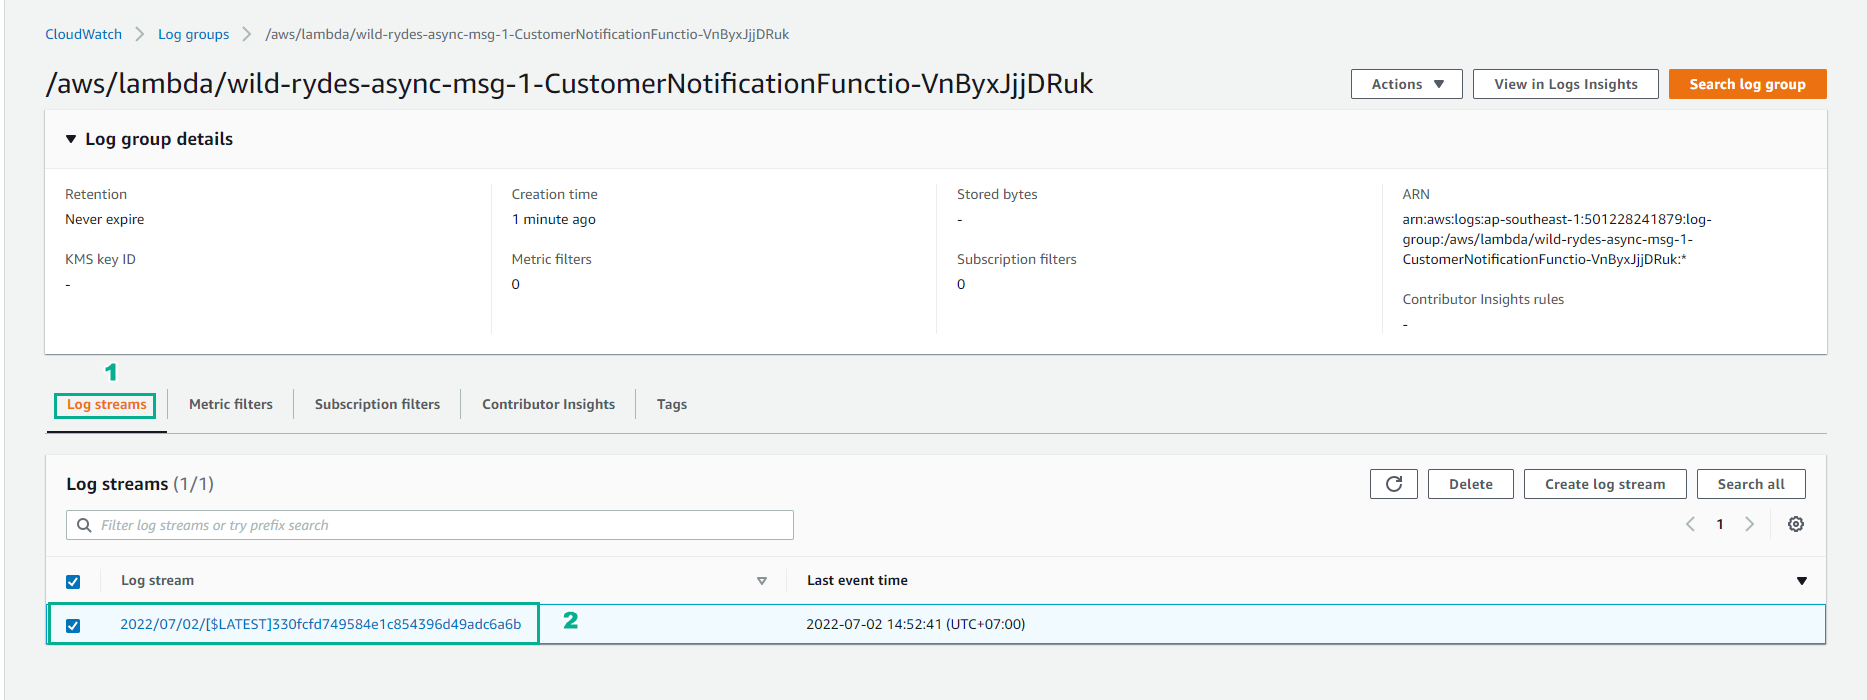 CloudWatch > Log groups > /aws/lambda/wild-rydes-async-msg-1-CustomerNotificationFunctio-VnByxJjjDRuk
/aws/lambda/wild-rydes-async-msg-1-CustomerNotificationFunctio-VnByxJjjDRuk
Actions
View in Logs Insights
Search log group
Log group details
Retention
Never expire
KMS key ID
-
Creation time
1 minute ago
Metric filters
0
Stored bytes
-
Subscription filters
0
ARN
arn:aws:logs:ap-southeast-1:501228241879:log-
group:/aws/lambda/wild-rydes-async-msg-1-
CustomerNotificationFunctio-VnByxJjjDRuk:*
Contributor Insights rules
-
1
Log streams
Metric filters
Subscription filters
Contributor Insights
Tags
Log streams (1/1)
Delete
Create log stream
Search all
Filter log streams or try prefix search
1
Log stream
Last event time
2022/07/02/[$LATEST]330fcfd749584e1c854396d49adc6a6b
2
2022-07-02 14:52:41 (UTC+07:00)